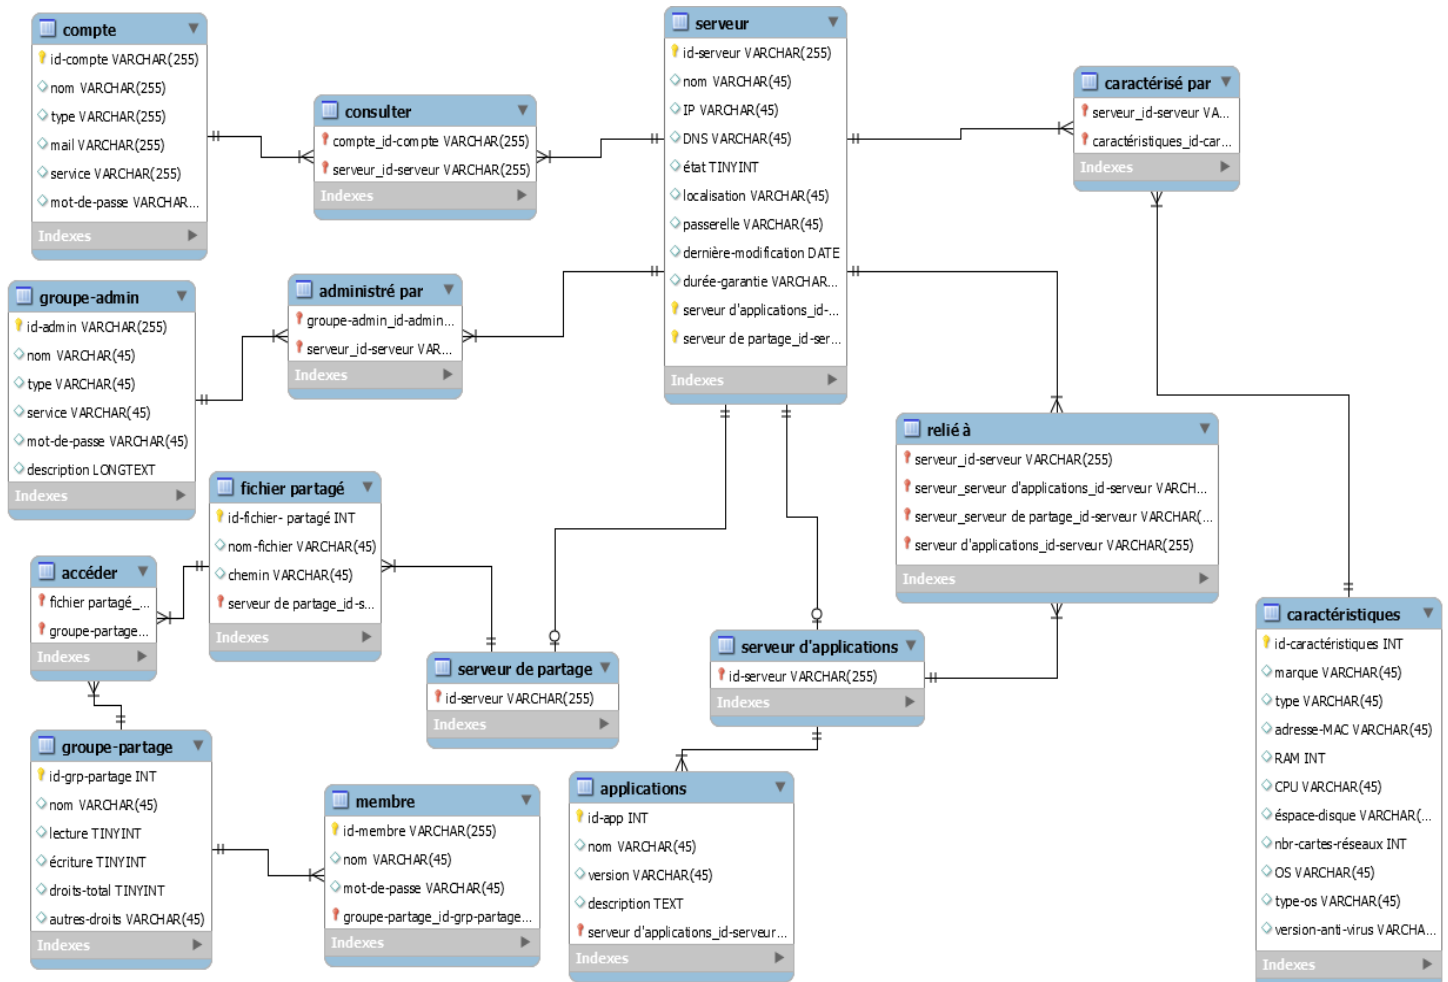 compte
id-compte VARCHAR(255)
nom VARCHAR(255)
type VARCHAR(255)
mail VARCHAR(255)
service VARCHAR(255)
mot-de-passe VARCHAR...
Indexes
consulter
compte_id-compte VARCHAR(255)
serveur_id-serveur VARCHAR(255)
Indexes
serveur
id-serveur VARCHAR(255)
nom VARCHAR(45)
IP VARCHAR(45)
DNS VARCHAR(45)
état TINYINT
localisation VARCHAR(45)
passerelle VARCHAR(45)
dernière-modification DATE
durée-garantie VARCHAR...
serveur d'applications_id-...
serveur de partage_id-ser...
Indexes
caractérisé par
serveur_id-serveur VA...
caractéristiques_id-car...
Indexes
groupe-admin
id-admin VARCHAR(255)
nom VARCHAR(45)
type VARCHAR(45)
service VARCHAR(45)
mot-de-passe VARCHAR(45)
description LONGTEXT
Indexes
administré par
groupe-admin_id-admin...
serveur_id-serveur VAR...
Indexes
relié à
serveur_id-serveur VARCHAR(255)
serveur_serveur d'applications_id-serveur VARCH...
serveur_serveur de partage_id-serveur VARCHAR(...
serveur d'applications_id-serveur VARCHAR(255)
Indexes
fichier partagé
id-fichier- partagé INT
nom-fichier VARCHAR(45)
chemin VARCHAR(45)
serveur de partage_id-s...
Indexes
accéder
fichier partagé_...
groupe-partage...
Indexes
serveur de partage
id-serveur VARCHAR(255)
Indexes
serveur d'applications
id-serveur VARCHAR(255)
Indexes
caractéristiques
id-caractéristiques INT
marque VARCHAR(45)
type VARCHAR(45)
adresse-MAC VARCHAR(45)
RAM INT
CPU VARCHAR(45)
éspace-disque VARCHAR(...
nbr-cartes-réseaux INT
OS VARCHAR(45)
type-os VARCHAR(45)
version-anti-virus VARCHA...
Indexes
groupe-partage
id-grp-partage INT
nom VARCHAR(45)
lecture TINYINT
écriture TINYINT
droits-total TINYINT
autres-droits VARCHAR(45)
Indexes
membre
id-membre VARCHAR(255)
nom VARCHAR(45)
mot-de-passe VARCHAR(45)
groupe-partage_id-grp-partage...
Indexes
applications
id-app INT
nom VARCHAR(45)
version VARCHAR(45)
description TEXT
serveur d'applications_id-serveur...
Indexes